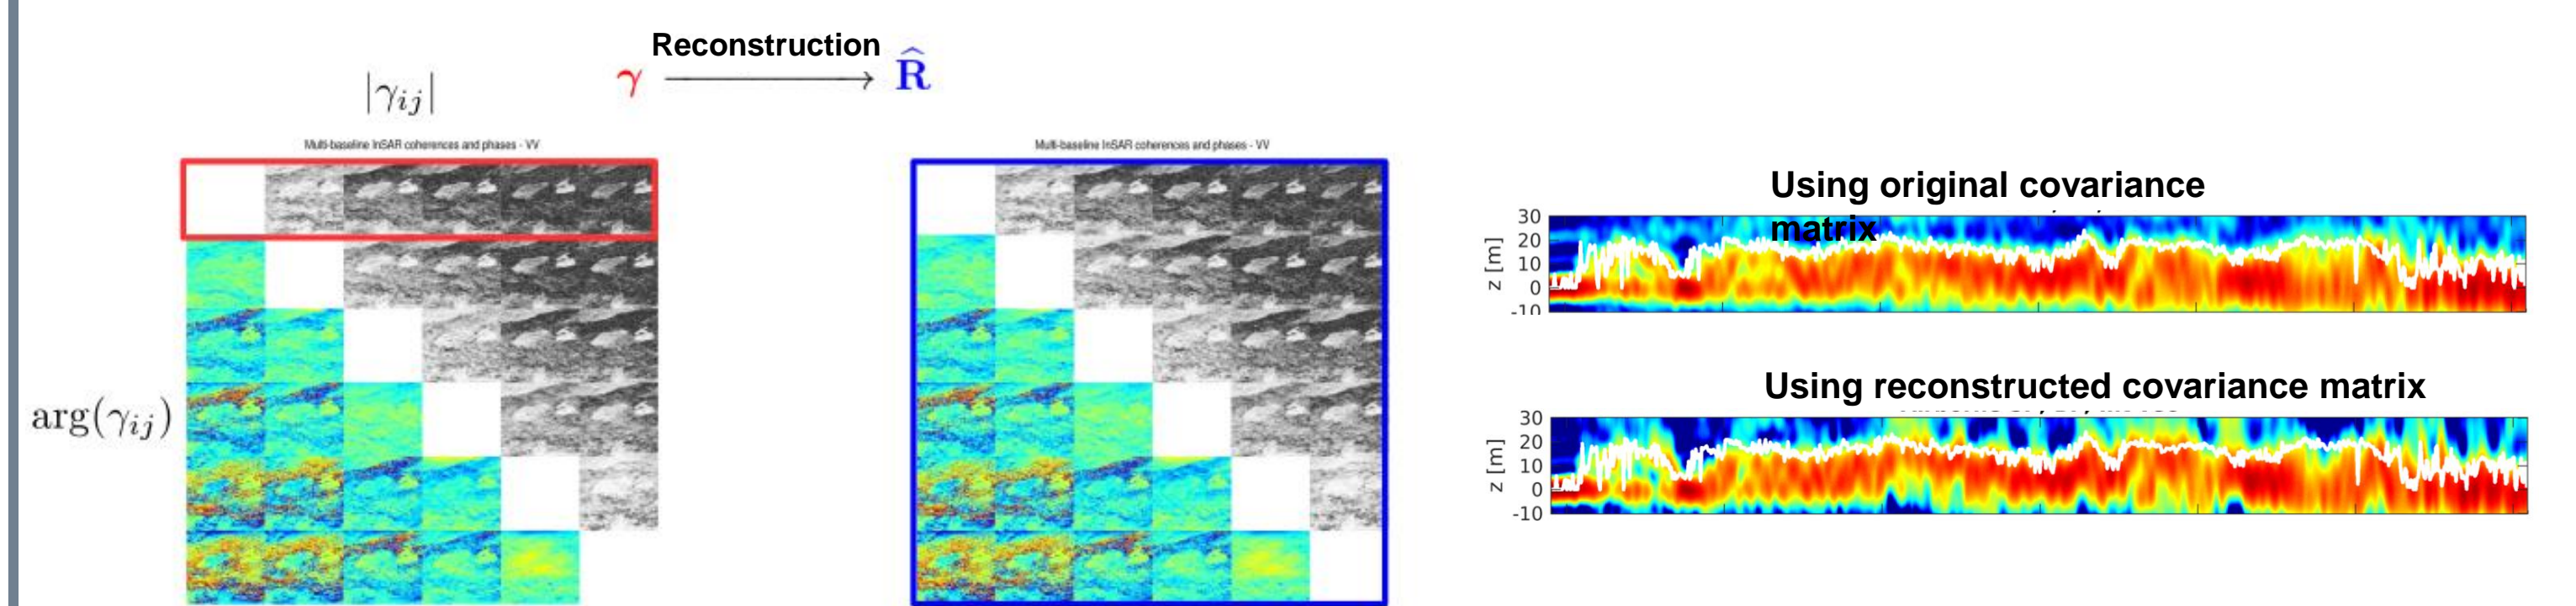 Reconstruction
γ R̂
|γij|
Multi-baseline InSAR coherences and phases - VV
arg(γij)
Multi-baseline InSAR coherences and phases - VV
Using original covariance
matrix
30
20
10
0
-10
z [m]
Using reconstructed covariance matrix
30
20
10
0
-10
z [m]